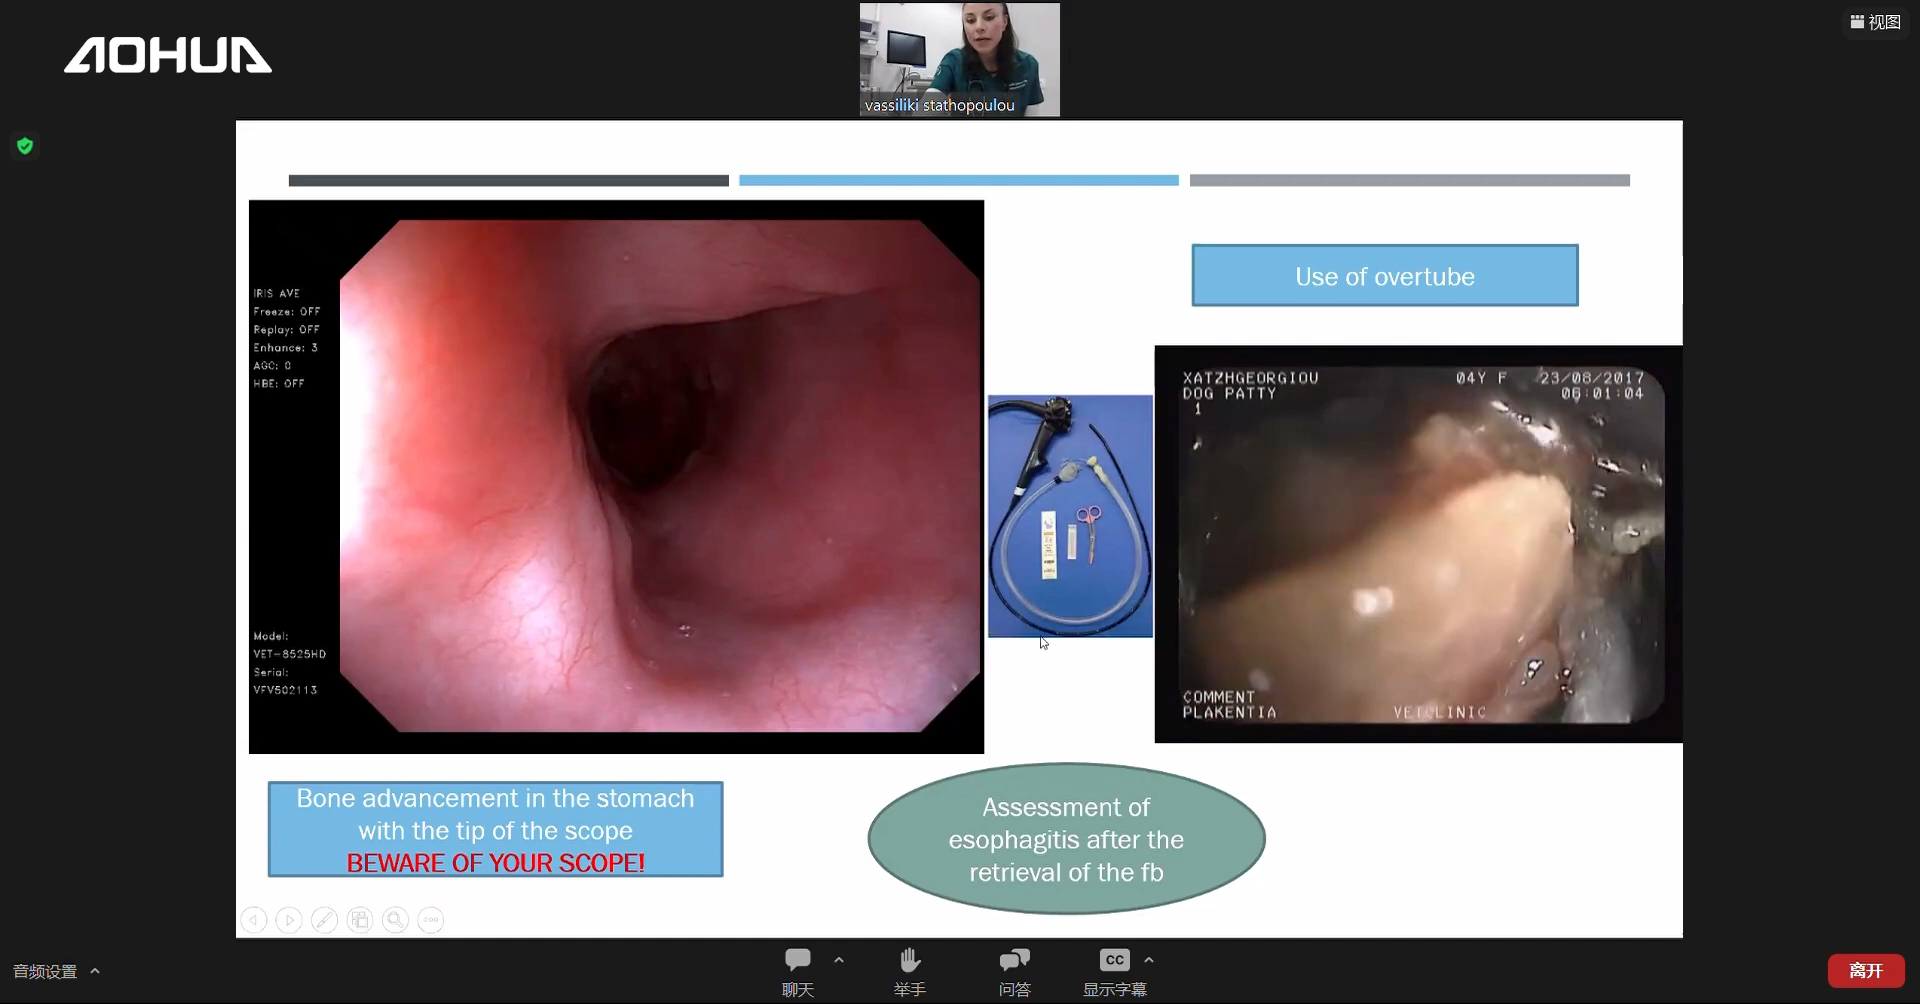 AOHUA
vassiliki stathopoulou
视图
IRIS AVE
Freeze: OFF
Replay: OFF
Enhance: 3
AGC: 0
HBE: OFF
Model:
VET-8525HD
Serial:
VFV502113
Use of overtube
XATZHGEORGIOU 04Y F 23/08/2017
DOG PATTY 06:01:04
1
COMMENT
PLAKENTIA VETCLINIC
Bone advancement in the stomach
with the tip of the scope
BEWARE OF YOUR SCOPE!
Assessment of
esophagitis after the
retrieval of the fb
音频设置
聊天
举手
问答
CC
显示字幕
离开